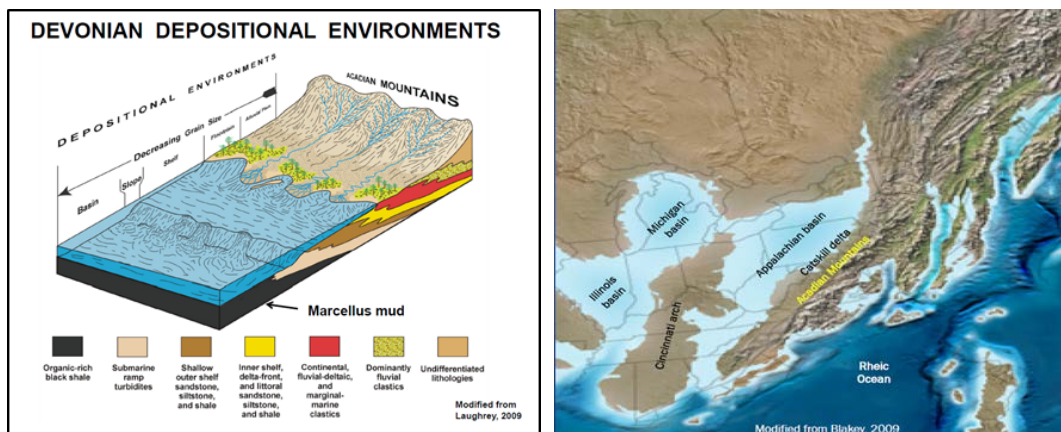 DEVONIAN DEPOSITIONAL ENVIRONMENTS
DEPOSITIONAL ENVIRONMENTS
ACADIAN MOUNTAINS
Decreasing Grain Size
Basin
Slope
Shelf
Floodplain
Alluvial Plain
Marcellus mud
Organic-rich
black shale
Submarine
ramp
turbidites
Shallow
outer shelf
sandstone,
siltstone,
and shale
Inner shelf,
delta-front,
and littoral
sandstone,
siltstone,
and shale
Continental,
fluvial-deltaic,
and marginal-
marine
clastics
Dominantly
fluvial
clastics
Undifferentiated
lithologies
Modified from
Laughrey, 2009
Michigan
basin
Illinois
basin
Cincinnati arch
Appalachian basin
Catskill delta
Acadian Mountains
Rheic
Ocean
Modified from Blakey, 2009